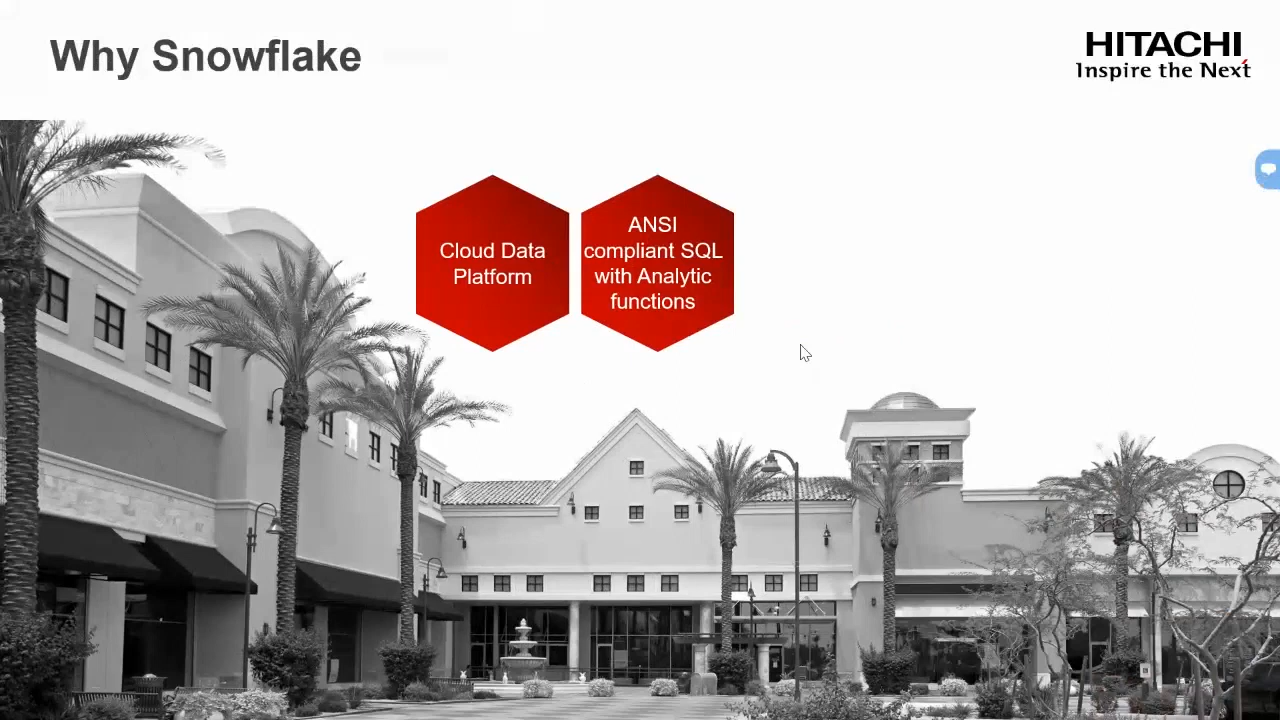 Why Snowflake
HITACHI
Inspire the Next
Cloud Data
Platform
ANSI
compliant SQL
with Analytic
functions